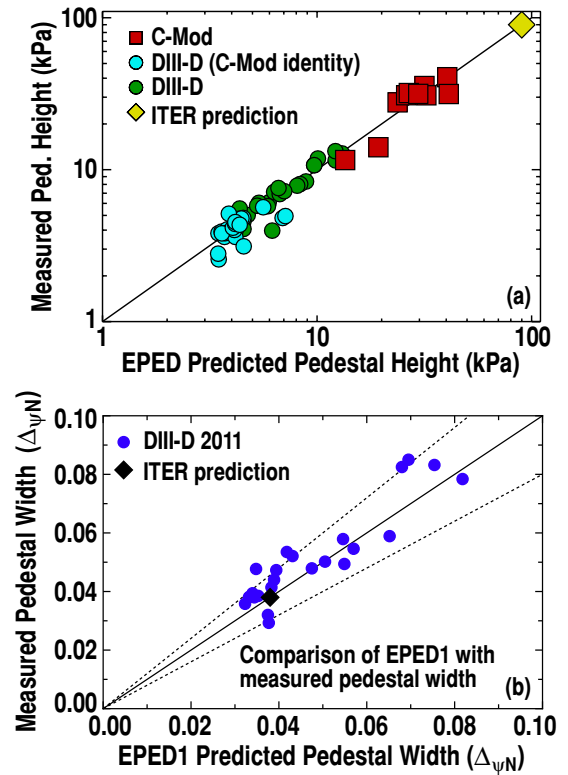 100
10
1
Measured Ped. Height (kPa)
C-Mod
DIII-D (C-Mod identity)
DIII-D
ITER prediction
(a)
1 10 100
EPED Predicted Pedestal Height (kPa)
0.10
0.08
0.06
0.04
0.02
0.00
Measured Pedestal Width (ΔψN)
DIII-D 2011
ITER prediction
Comparison of EPED1 with
measured pedestal width
(b)
0.00 0.02 0.04 0.06 0.08 0.10
EPED1 Predicted Pedestal Width (ΔψN)